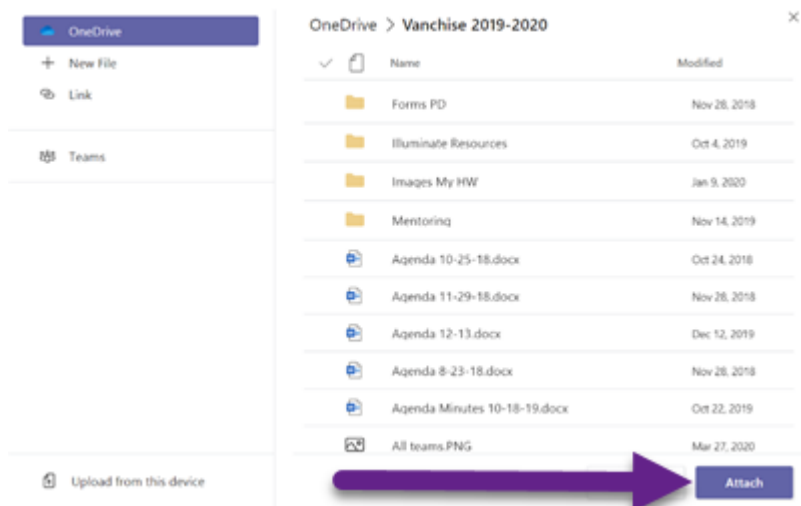 OneDrive
New File
Link
Teams
Upload from this device
OneDrive > Vanchise 2019-2020
Name Modified
Forms PD Nov 28, 2018
Illuminate Resources Oct 4, 2019
Images My HW Jan 9, 2020
Mentoring Nov 14, 2019
Agenda 10-25-18.docx Oct 24, 2018
Agenda 11-29-18.docx Nov 28, 2018
Agenda 12-13.docx Dec 12, 2019
Agenda 8-23-18.docx Nov 28, 2018
Agenda Minutes 10-18-19.docx Oct 22, 2019
All teams.PNG Mar 27, 2020
Attach